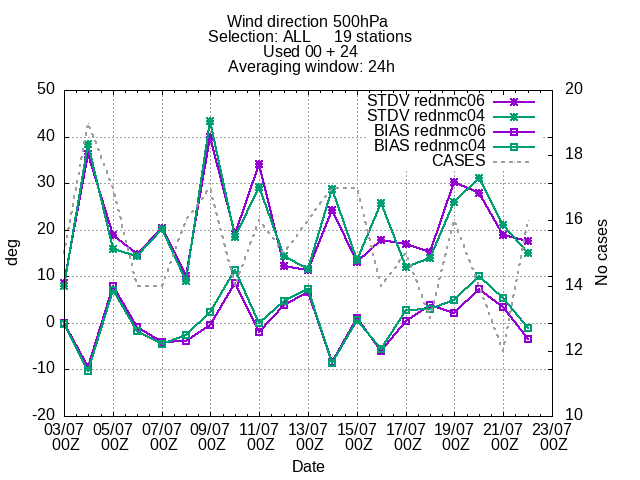 Wind direction 500hPa
Selection: ALL 19 stations
Used 00 + 24
Averaging window: 24h
STDV rednmc06
STDV rednmc04
BIAS rednmc06
BIAS rednmc04
CASES
50
40
30
20
10
0
-10
-20
deg
20
18
16
14
12
10
No cases
03/07 05/07 07/07 09/07 11/07 13/07 15/07 17/07 19/07 21/07 23/07
00Z 00Z 00Z 00Z 00Z 00Z 00Z 00Z 00Z 00Z 00Z
Date